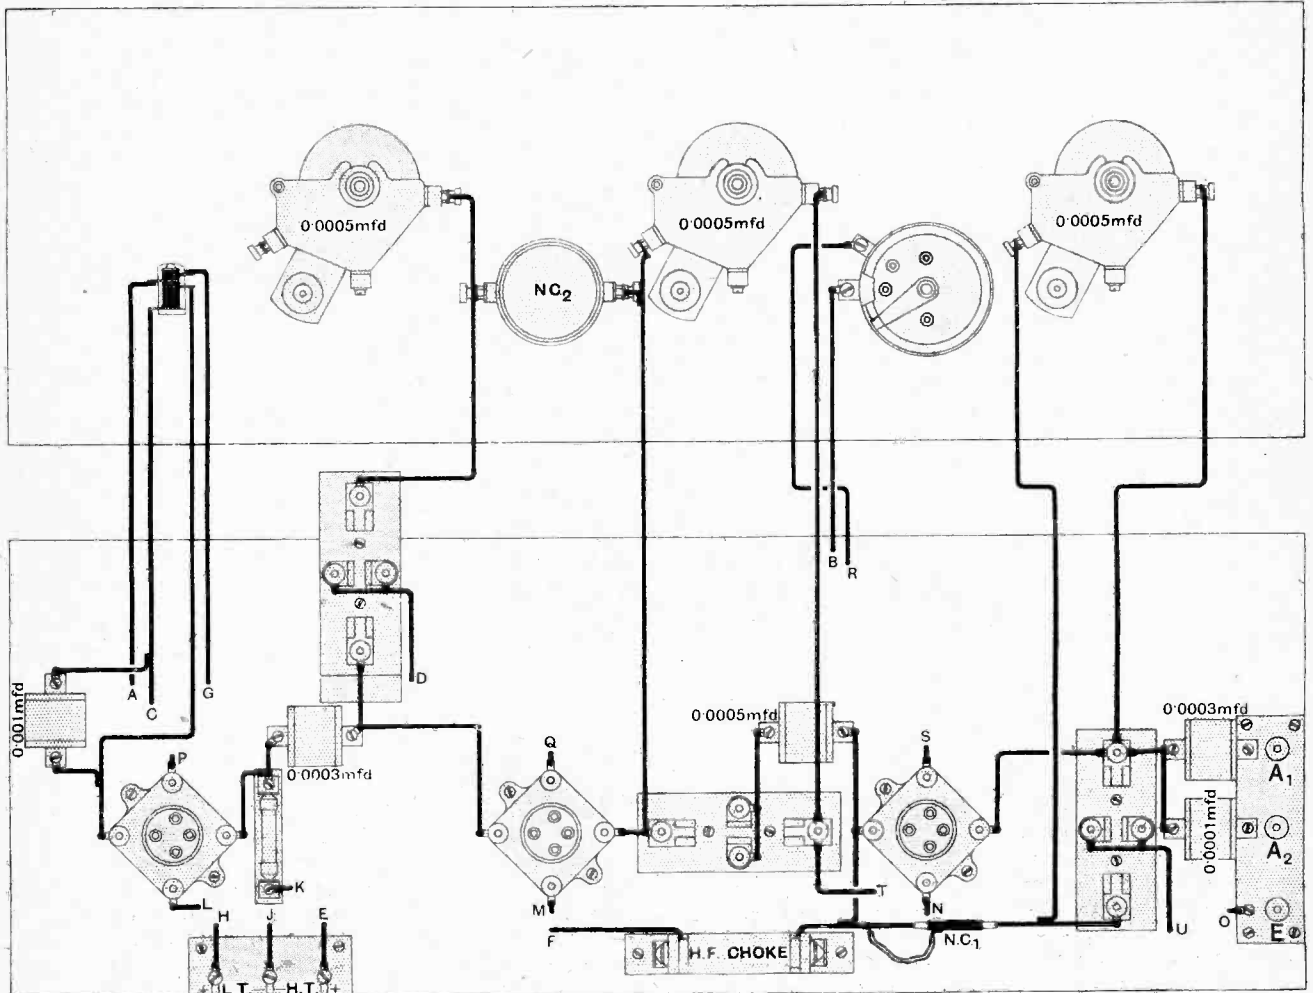 0·0005mfd
0·0005mfd
0·0005mfd
NC2
B
R
A
C
G
D
0·001mfd
0·0003mfd
0·0005mfd
0·0003mfd
0·0001mfd
P
Q
S
A1
A2
K
L
M
T
N
N.C1
H
J
E
F
H.F. CHOKE
U
O
E
+ L.T. - H.T. +